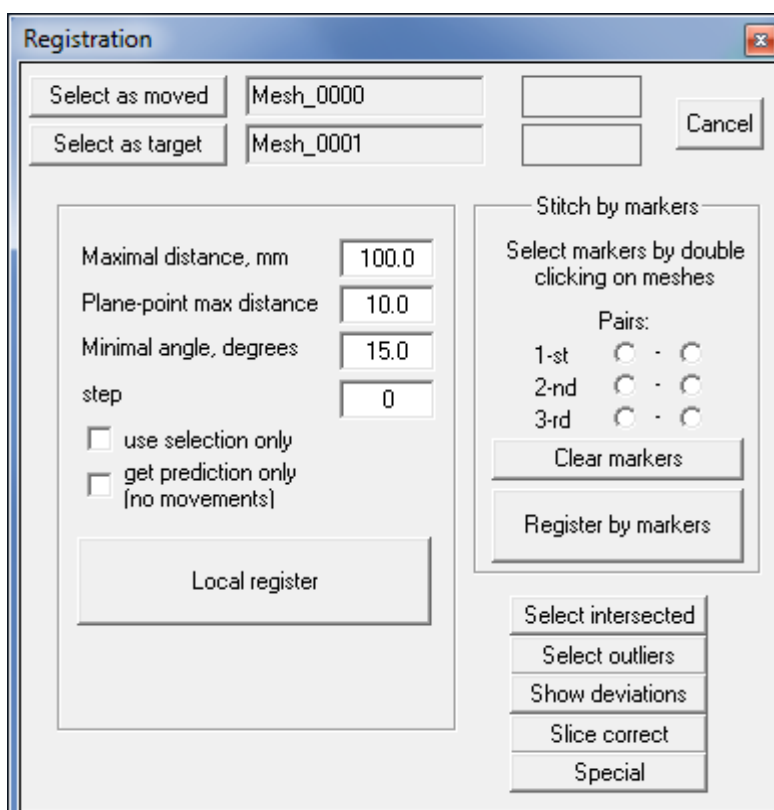 Registration
Select as moved Mesh_0000
Select as target Mesh_0001
Cancel
Maximal distance, mm 100.0
Plane-point max distance 10.0
Minimal angle, degrees 15.0
step 0
use selection only
get prediction only
(no movements)
Local register
Stitch by markers
Select markers by double
clicking on meshes
Pairs:
1-st -
2-nd -
3-rd -
Clear markers
Register by markers
Select intersected
Select outliers
Show deviations
Slice correct
Special